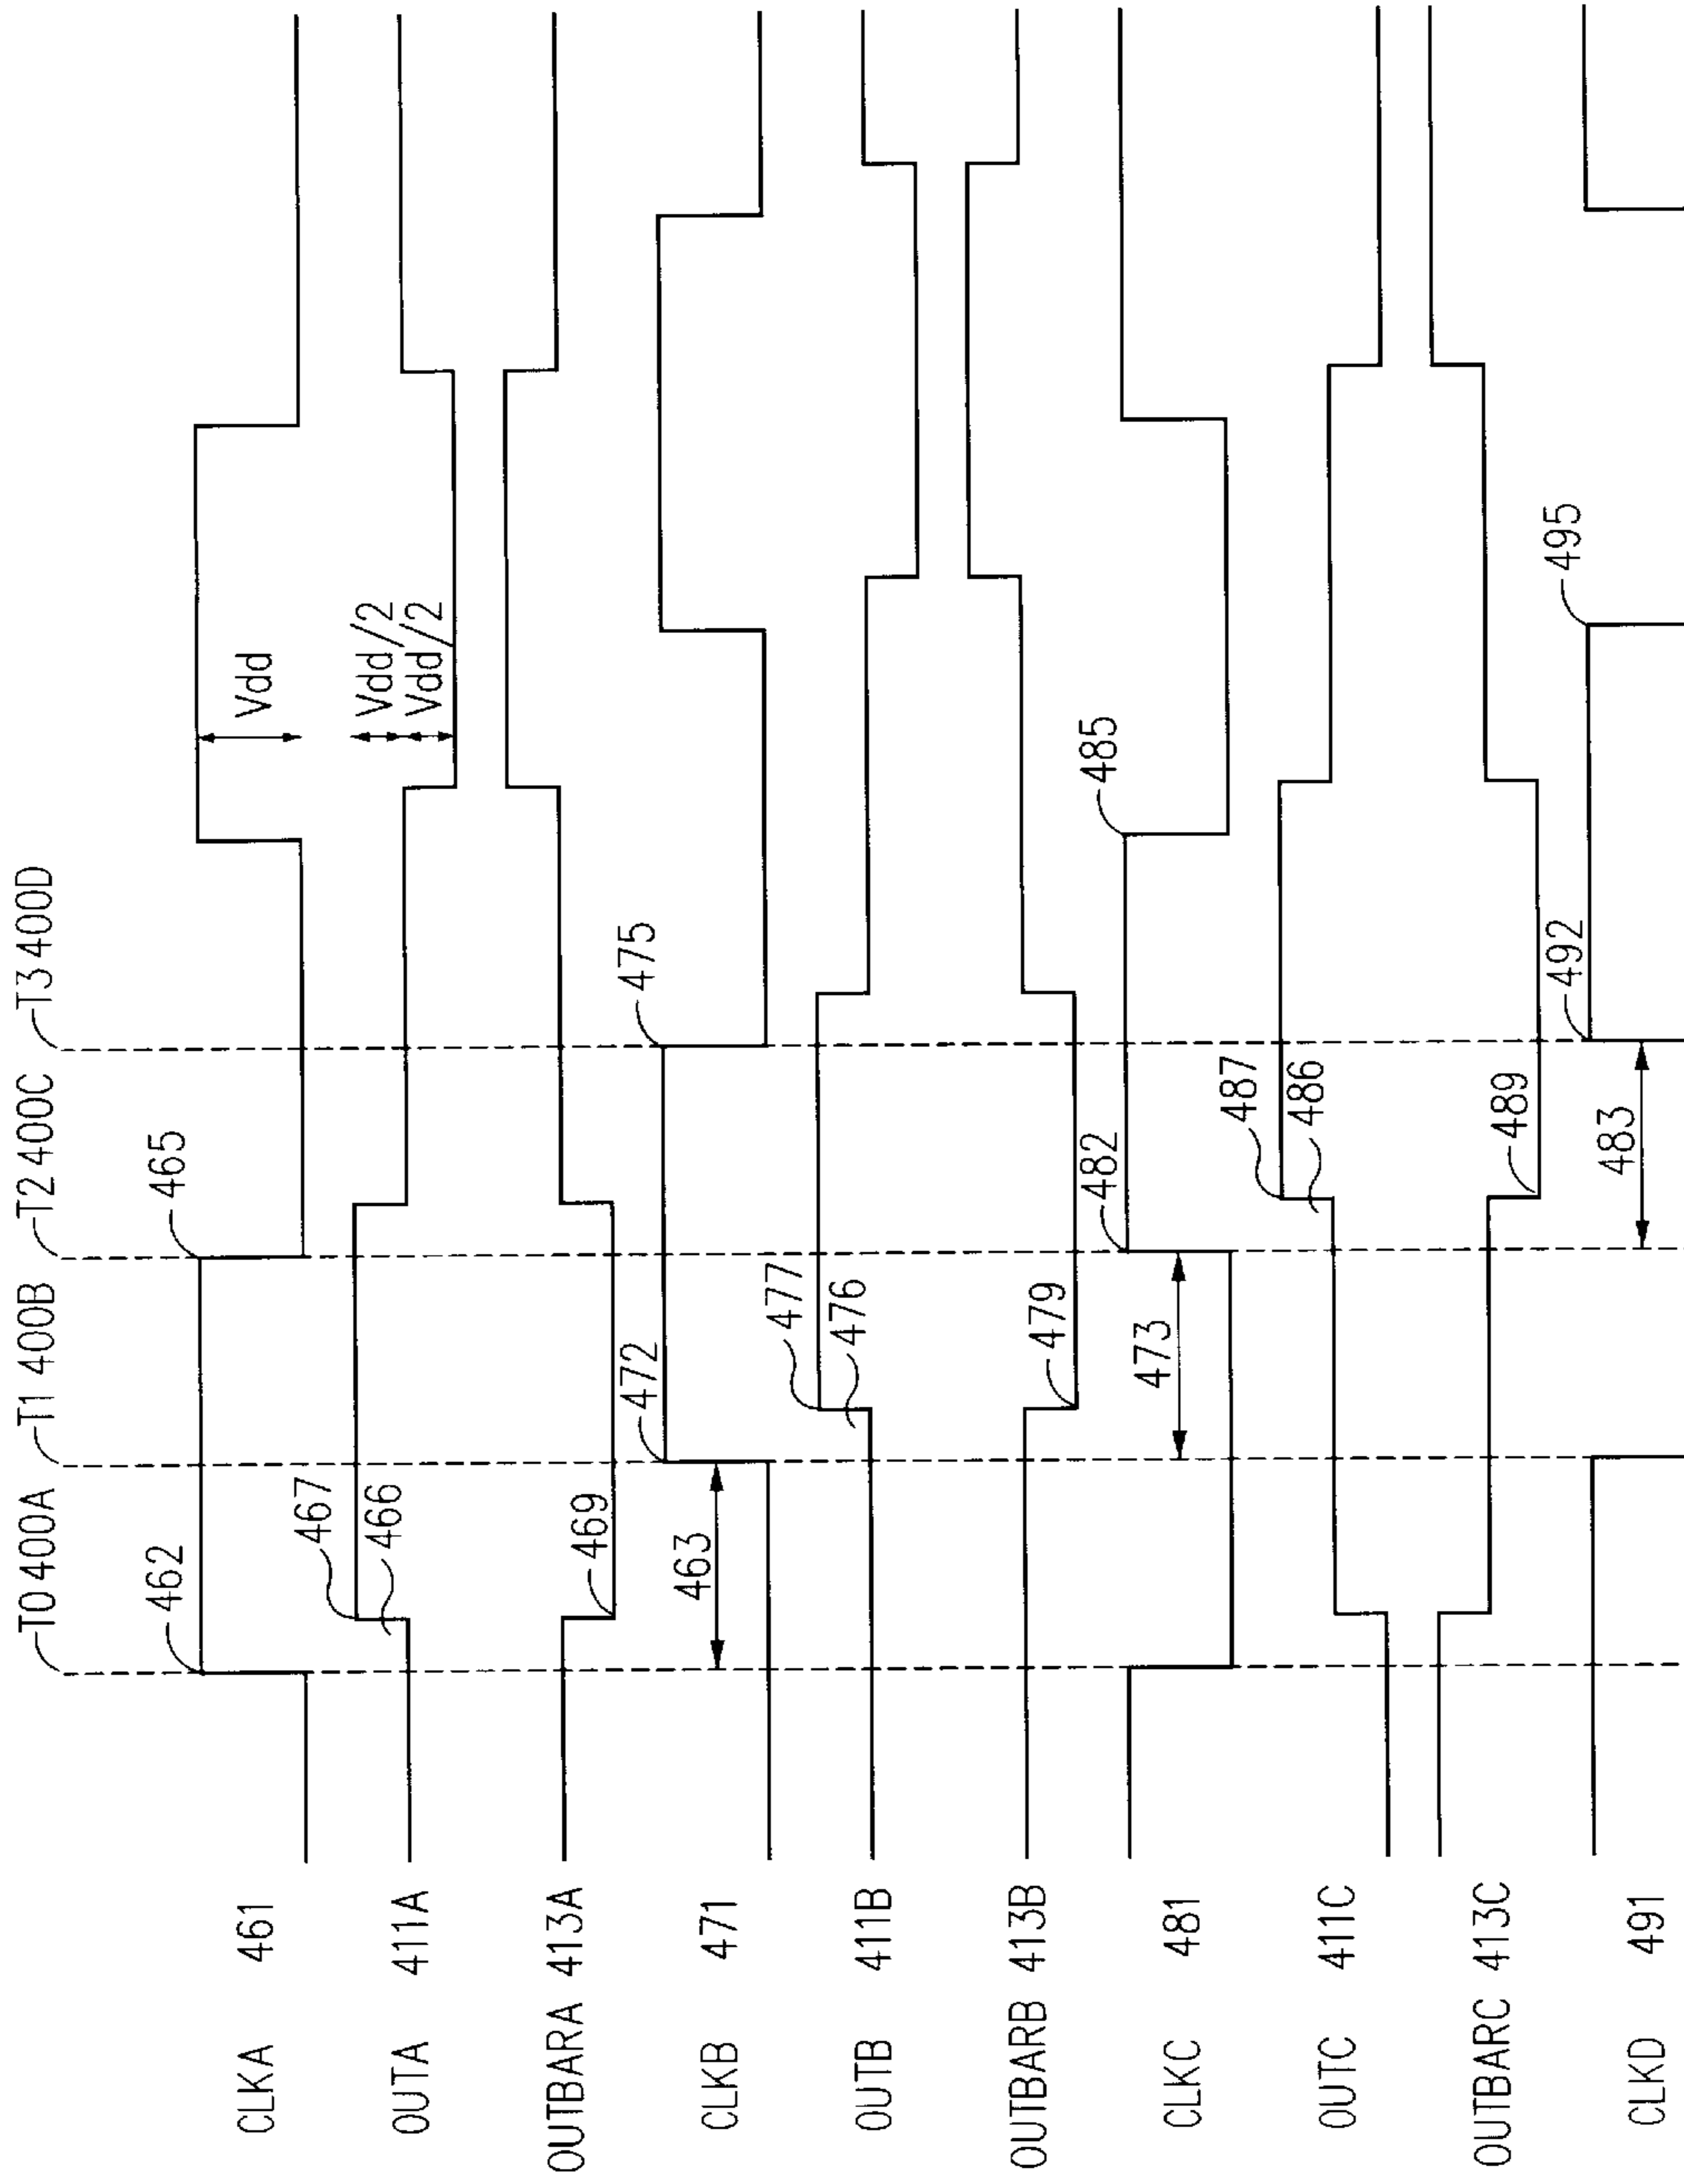 T0 400A
T1 400B
T2 400C
T3 400D
CLKA 461
462
465
Vdd
OUTA 411A
467
466
Vdd/2
Vdd/2
OUTBARA 413A
469
CLKB 471
463
472
475
OUTB 411B
477
476
OUTBARB 413B
479
CLKC 481
473
482
485
OUTC 411C
487
486
OUTBARC 413C
489
CLKD 491
483
492
495